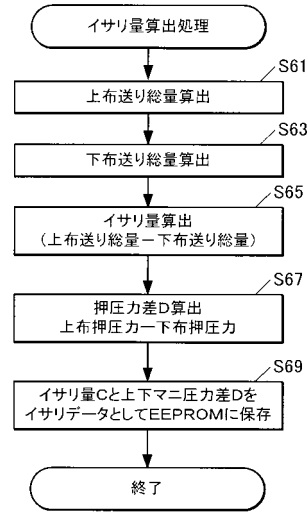 イサリ量算出処理
S61
上布送り総量算出
S63
下布送り総量算出
S65
イサリ量算出
(上布送り総量－下布送り総量)
S67
押圧力差D算出
上布押圧力ー下布押圧力
S69
イサリ量Cと上下マニ圧力差Dを
イサリデータとしてEEPROMに保存
終了